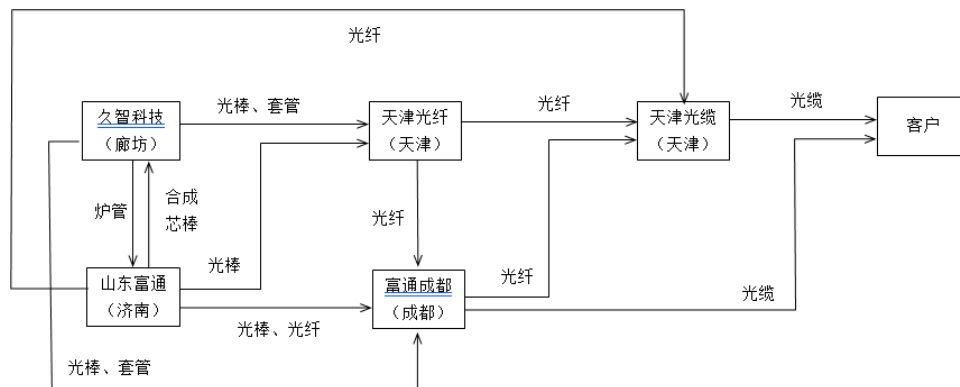 光纤
久智科技
（廊坊）
光棒、套管
天津光纤
（天津）
光纤
天津光缆
（天津）
光缆
客户
炉管
合成
芯棒
光纤
光棒
山东富通
（济南）
富通成都
（成都）
光纤
光缆
光棒、光纤
光棒、套管